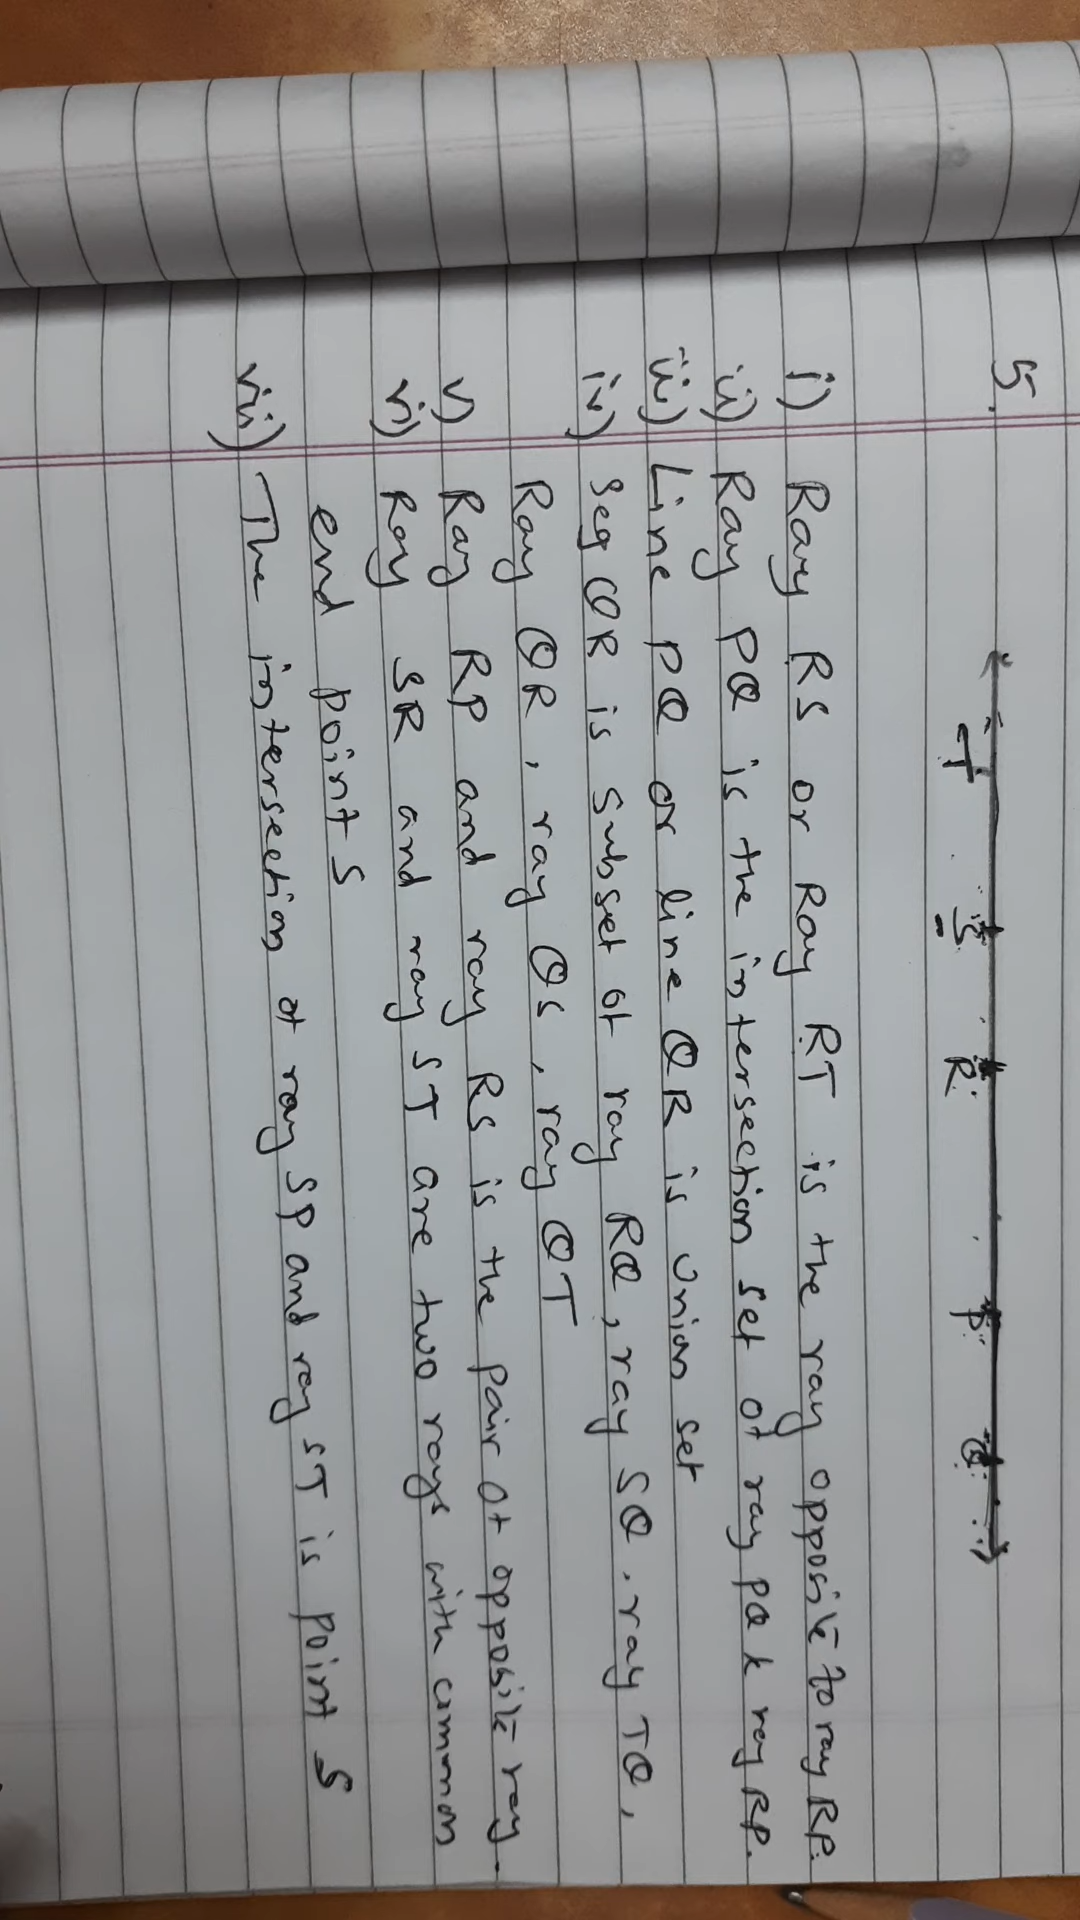 5.
T S R P Q
i) Ray RS or Ray RT is the ray opposite to ray RP.
ii) Ray PQ is the intersection set of ray PQ & ray RP.
iii) Line PQ or line QR is union set
iv) seg QR is subset of ray RQ, ray SQ. ray TQ,
Ray QR, ray QS, ray QT
v) Ray RP and ray RS is the pair of opposite ray.
vi) Ray SR and ray ST are two rays with common
end point S
vii) The intersection of ray SP and ray ST is point S